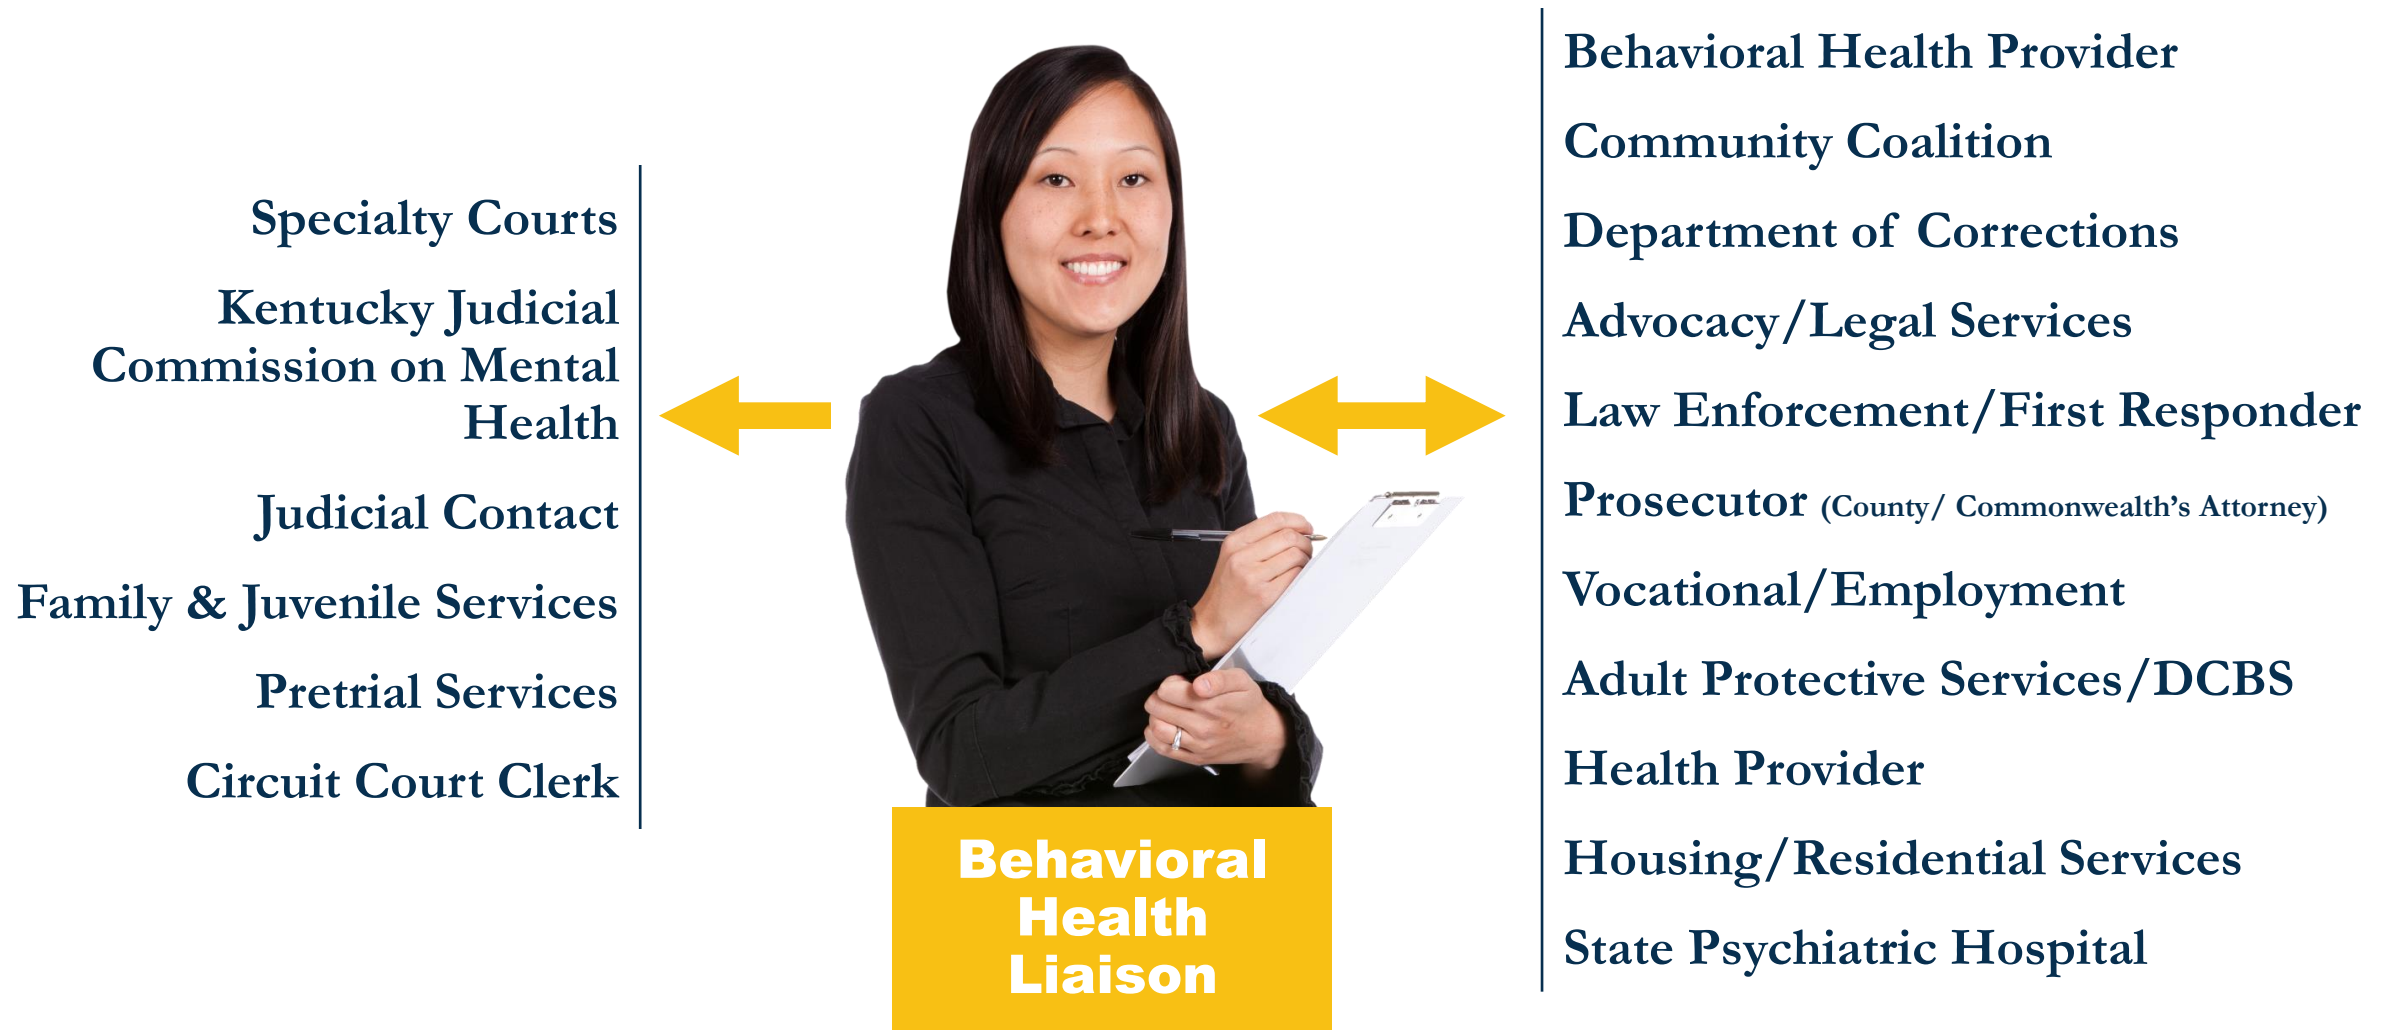 Specialty Courts
Kentucky Judicial
Commission on Mental
Health
Judicial Contact
Family & Juvenile Services
Pretrial Services
Circuit Court Clerk
Behavioral
Health
Liaison
Behavioral Health Provider
Community Coalition
Department of Corrections
Advocacy/Legal Services
Law Enforcement/First Responder
Prosecutor (County/ Commonwealth’s Attorney)
Vocational/Employment
Adult Protective Services/DCBS
Health Provider
Housing/Residential Services
State Psychiatric Hospital